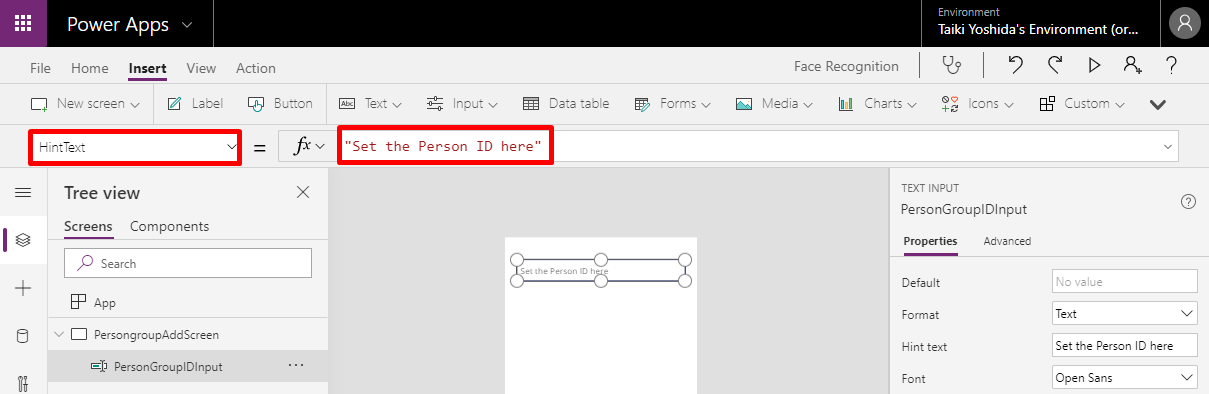 Power Apps
Environment
Taiki Yoshida's Environment (or...
File Home Insert View Action
Face Recognition
New screen Label Button Abc Text Input Data table Forms Media Charts Icons Custom
HintText = fx "Set the Person ID here"
Tree view
Screens Components
Search
App
PersongroupAddScreen
PersonGroupIDInput ...
Set the Person ID here
TEXT INPUT
PersonGroupIDInput
Properties Advanced
Default No value
Format Text
Hint text Set the Person ID here
Font Open Sans